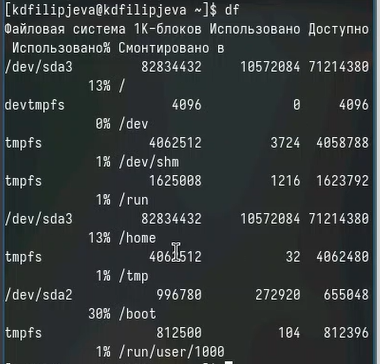 [kdfilipjeva@kdfilipjeva ~]$ df
Файловая система 1K-блоков Использовано Доступно
Использовано% Смонтировано в
/dev/sda3 82834432 10572084 71214380
13% /
devtmpfs 4096 0 4096
0% /dev
tmpfs 4062512 3724 4058788
1% /dev/shm
tmpfs 1625008 1216 1623792
1% /run
/dev/sda3 82834432 10572084 71214380
13% /home
tmpfs 4062512 32 4062480
1% /tmp
/dev/sda2 996780 272920 655048
30% /boot
tmpfs 812500 104 812396
1% /run/user/1000